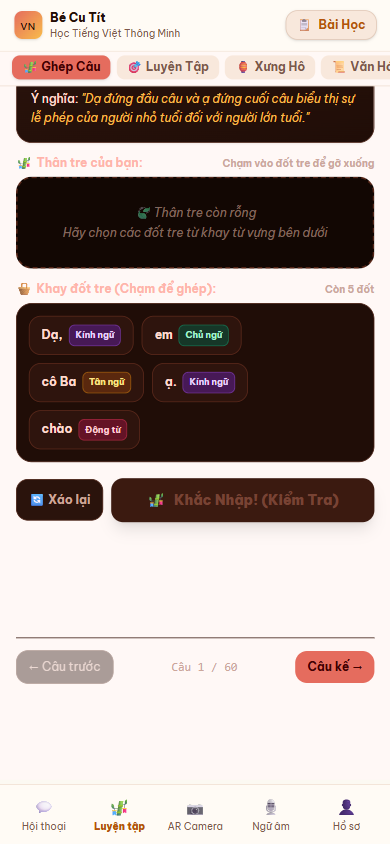 VN
Bé Cu Tít
Học Tiếng Việt Thông Minh
Bài Học
Ghép Câu
Luyện Tập
Xưng Hô
Văn Hó
Ý nghĩa: "Dạ đứng đầu câu và ạ đứng cuối câu biểu thị sự
lễ phép của người nhỏ tuổi đối với người lớn tuổi."
Thân tre của bạn:
Chạm vào đốt tre để gỡ xuống
Thân tre còn rỗng
Hãy chọn các đốt tre từ khay từ vựng bên dưới
Khay đốt tre (Chạm để ghép):
Còn 5 đốt
Dạ, Kính ngữ
em Chủ ngữ
cô Ba Tân ngữ
ạ. Kính ngữ
chào Động từ
Xáo lại
Khắc Nhập! (Kiểm Tra)
← Câu trước
Câu 1 / 60
Câu kế →
Hội thoại
Luyện tập
AR Camera
Ngữ âm
Hồ sơ